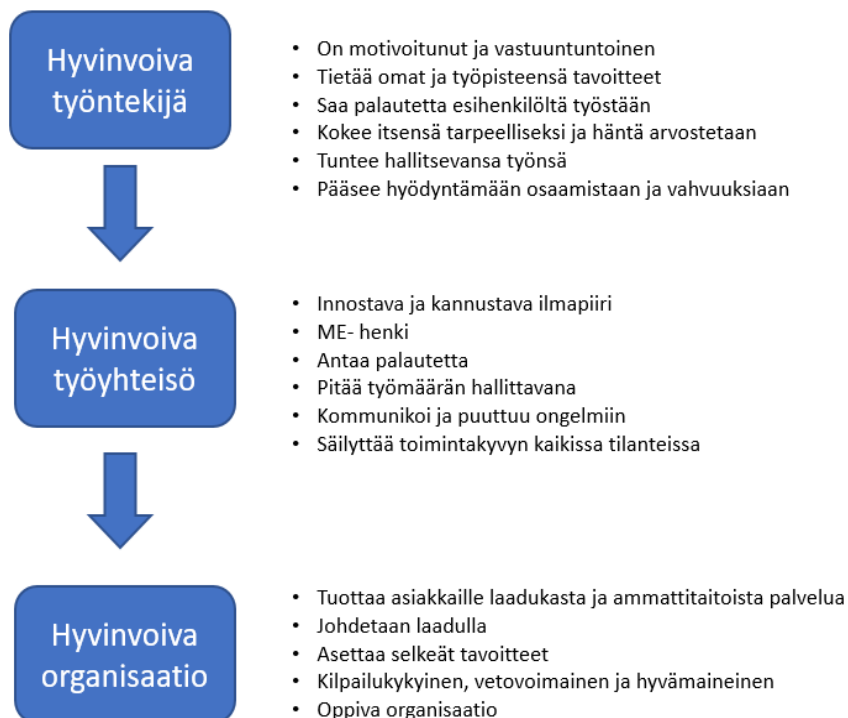 Hyvinvoiva
työntekijä
• On motivoitunut ja vastuuntuntoinen
• Tietää omat ja työpisteensä tavoitteet
• Saa palautetta esihenkilöltä työstään
• Kokee itsensä tarpeelliseksi ja häntä arvostetaan
• Tuntee hallitsevansa työnsä
• Pääsee hyödyntämään osaamistaan ja vahvuuksiaan
Hyvinvoiva
työyhteisö
• Innostava ja kannustava ilmapiiri
• ME- henki
• Antaa palautetta
• Pitää työmäärän hallittavana
• Kommunikoi ja puuttuu ongelmiin
• Säilyttää toimintakyvyn kaikissa tilanteissa
Hyvinvoiva
organisaatio
• Tuottaa asiakkaille laadukasta ja ammattitaitoista palvelua
• Johdetaan laadulla
• Asettaa selkeät tavoitteet
• Kilpailukykyinen, vetovoimainen ja hyvämaineinen
• Oppiva organisaatio